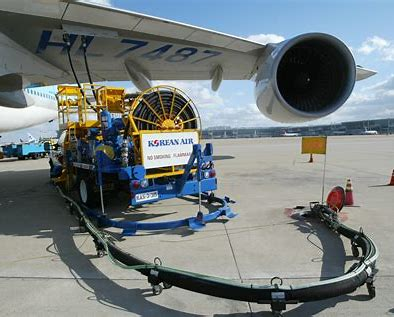 HL7487
KOREAN AIR
NO SMOKING FLAMMABLE